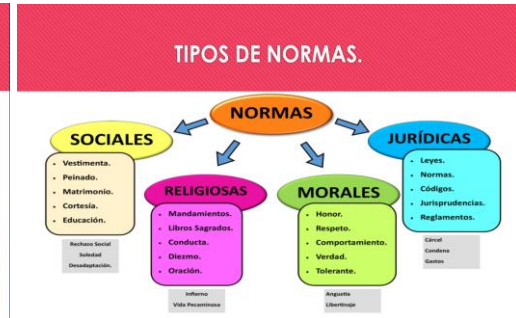 TIPOS DE NORMAS.
NORMAS
SOCIALES
Vestimenta.
Peinado.
Matrimonio.
Cortesía.
Educación.
Rechazo Social
Soledad
Desadaptación.
RELIGIOSAS
Mandamientos.
Libros Sagrados.
Conducta.
Diezmo.
Oración.
Infierno
Vida Pecaminosa
MORALES
Honor.
Respeto.
Comportamiento.
Verdad.
Tolerante.
Angustia
Libertinaje
JURÍDICAS
Leyes.
Normas.
Códigos.
Jurisprudencias.
Reglamentos.
Cárcel
Condena
Gastos